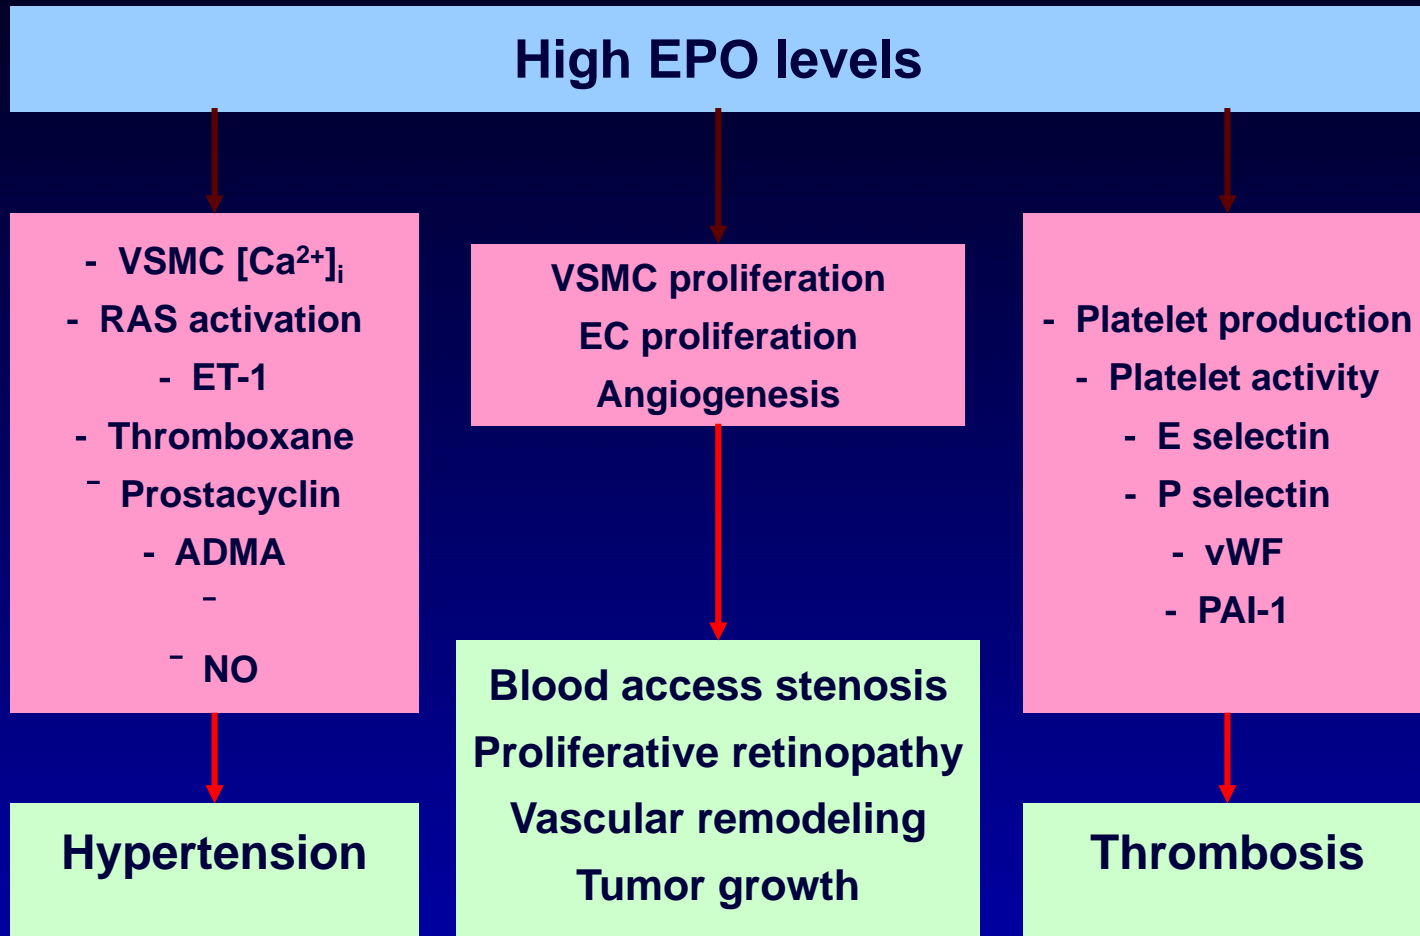 High EPO levels
- VSMC [Ca²⁺]ᵢ
- RAS activation
- ET-1
- Thromboxane
¯ Prostacyclin
- ADMA
¯
¯ NO
VSMC proliferation
EC proliferation
Angiogenesis
- Platelet production
- Platelet activity
- E selectin
- P selectin
- vWF
- PAI-1
Hypertension
Blood access stenosis
Proliferative retinopathy
Vascular remodeling
Tumor growth
Thrombosis